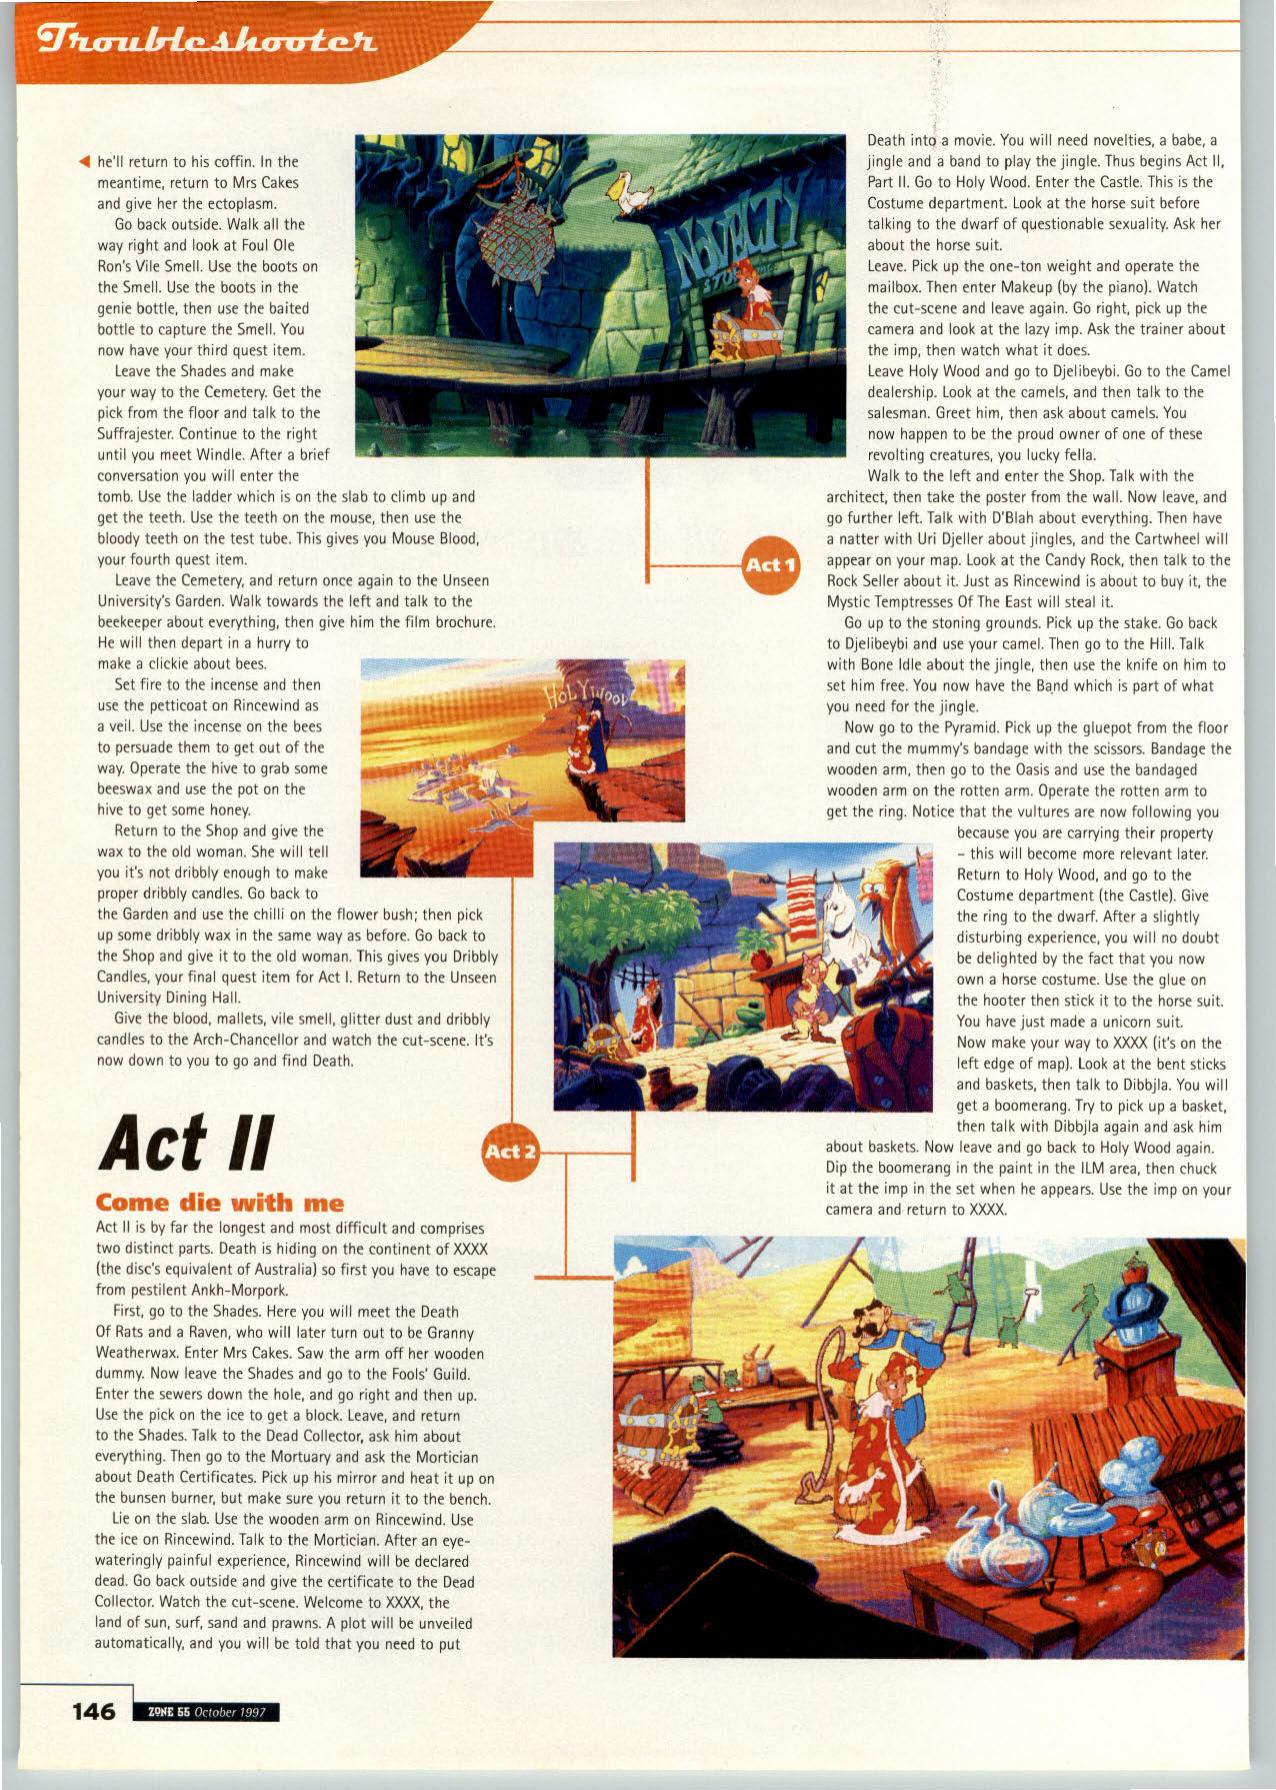 Troubleshooter
he'll return to his coffin. In the
meantime, return to Mrs Cakes
and give her the ectoplasm.
Go back outside. Walk all the
way right and look at Foul Ole
Ron's Vile Smell. Use the boots on
the Smell. Use the boots in the
genie bottle, then use the baited
bottle to capture the Smell. You
now have your third quest item.
Leave the Shades and make
your way to the Cemetery. Get the
pick from the floor and talk to the
Suffrajester. Continue to the right
until you meet Windle. After a brief
conversation you will enter the
tomb. Use the ladder which is on the slab to climb up and
get the teeth. Use the teeth on the mouse, then use the
bloody teeth on the test tube. This gives you Mouse Blood,
your fourth quest item.
Leave the Cemetery, and return once again to the Unseen
University's Garden. Walk towards the left and talk to the
beekeeper about everything, then give him the film brochure.
He will then depart in a hurry to
make a clickie about bees.
Set fire to the incense and then
use the petticoat on Rincewind as
a veil. Use the incense on the bees
to persuade them to get out of the
way. Operate the hive to grab some
beeswax and use the pot on the
hive to get some honey.
Return to the Shop and give the
wax to the old woman. She will tell
you it's not dribbly enough to make
proper dribbly candles. Go back to
the Garden and use the chilli on the flower bush; then pick
up some dribbly wax in the same way as before. Go back to
the Shop and give it to the old woman. This gives you Dribbly
Candles, your final quest item for Act I. Return to the Unseen
University Dining Hall.
Give the blood, mallets, vile smell, glitter dust and dribbly
candles to the Arch-Chancellor and watch the cut-scene. It's
now down to you to go and find Death.
Act II
Come die with me
Act II is by far the longest and most difficult and comprises
two distinct parts. Death is hiding on the continent of XXXX
(the disc's equivalent of Australia) so first you have to escape
from pestilent Ankh-Morpork.
First, go to the Shades. Here you will meet the Death
Of Rats and a Raven, who will later turn out to be Granny
Weatherwax. Enter Mrs Cakes. Saw the arm off her wooden
dummy. Now leave the Shades and go to the Fools' Guild.
Enter the sewers down the hole, and go right and then up.
Use the pick on the ice to get a block. Leave, and return
to the Shades. Talk to the Dead Collector, ask him about
everything. Then go to the Mortuary and ask the Mortician
about Death Certificates. Pick up his mirror and heat it up on
the bunsen burner, but make sure you return it to the bench.
Lie on the slab. Use the wooden arm on Rincewind. Use
the ice on Rincewind. Talk to the Mortician. After an eye-
wateringly painful experience, Rincewind will be declared
dead. Go back outside and give the certificate to the Dead
Collector. Watch the cut-scene. Welcome to XXXX, the
land of sun, surf, sand and prawns. A plot will be unveiled
automatically, and you will be told that you need to put
NOVELTY
STORE
Act 1
HOLYWOOD
Act 2
Death into a movie. You will need novelties, a babe, a
jingle and a band to play the jingle. Thus begins Act II,
Part II. Go to Holy Wood. Enter the Castle. This is the
Costume department. Look at the horse suit before
talking to the dwarf of questionable sexuality. Ask her
about the horse suit.
Leave. Pick up the one-ton weight and operate the
mailbox. Then enter Makeup (by the piano). Watch
the cut-scene and leave again. Go right, pick up the
camera and look at the lazy imp. Ask the trainer about
the imp, then watch what it does.
Leave Holy Wood and go to Djelibeybi. Go to the Camel
dealership. Look at the camels, and then talk to the
salesman. Greet him, then ask about camels. You
now happen to be the proud owner of one of these
revolting creatures, you lucky fella.
Walk to the left and enter the Shop. Talk with the
architect, then take the poster from the wall. Now leave, and
go further left. Talk with D'Blah about everything. Then have
a natter with Uri Djeller about jingles, and the Cartwheel will
appear on your map. Look at the Candy Rock, then talk to the
Rock Seller about it. Just as Rincewind is about to buy it, the
Mystic Temptresses Of The East will steal it.
Go up to the stoning grounds. Pick up the stake. Go back
to Djelibeybi and use your camel. Then go to the Hill. Talk
with Bone Idle about the jingle, then use the knife on him to
set him free. You now have the Band which is part of what
you need for the jingle.
Now go to the Pyramid. Pick up the gluepot from the floor
and cut the mummy's bandage with the scissors. Bandage the
wooden arm, then go to the Oasis and use the bandaged
wooden arm on the rotten arm. Operate the rotten arm to
get the ring. Notice that the vultures are now following you
because you are carrying their property
– this will become more relevant later.
Return to Holy Wood, and go to the
Costume department (the Castle). Give
the ring to the dwarf. After a slightly
disturbing experience, you will no doubt
be delighted by the fact that you now
own a horse costume. Use the glue on
the hooter then stick it to the horse suit.
You have just made a unicorn suit.
Now make your way to XXXX (it's on the
left edge of map). Look at the bent sticks
and baskets, then talk to Dibbjla. You will
get a boomerang. Try to pick up a basket,
then talk with Dibbjla again and ask him
about baskets. Now leave and go back to Holy Wood again.
Dip the boomerang in the paint in the ILM area, then chuck
it at the imp in the set when he appears. Use the imp on your
camera and return to XXXX.
146
ZONE 55 October 1997